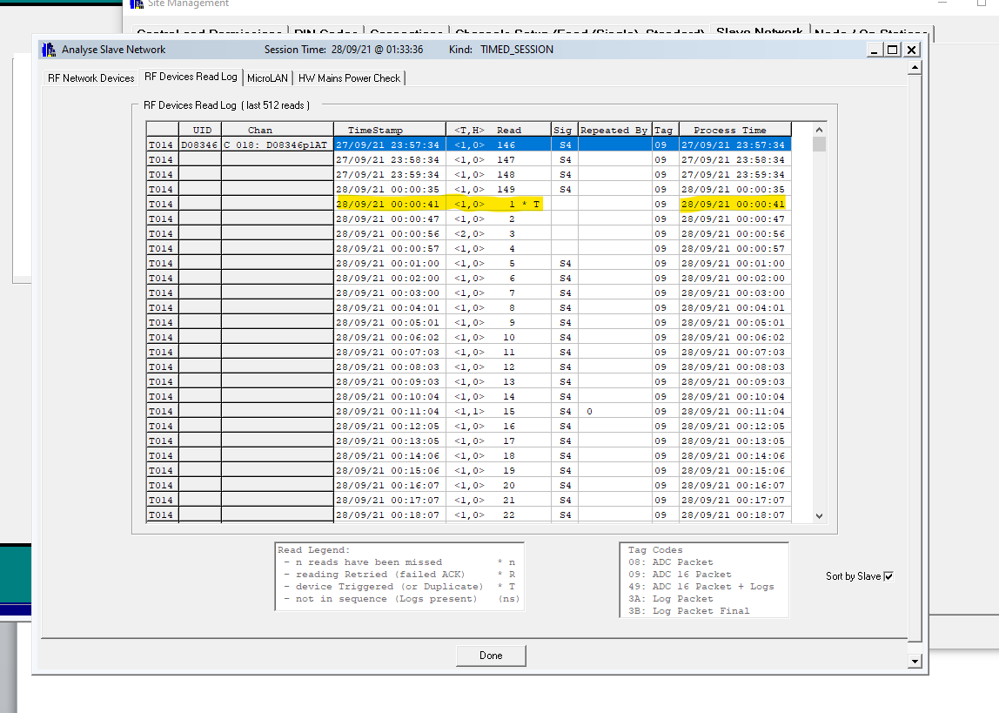 Site Management
Slave Network
Analyse Slave Network Session Time: 28/09/21 @ 01:33:36 Kind: TIMED_SESSION
RF Network Devices RF Devices Read Log MicroLAN HW Mains Power Check
RF Devices Read Log ( last 512 reads )
UID Chan TimeStamp <T,H> Read Sig Repeated By Tag Process Time
T014 D08346 C 018: D08346p1AT 27/09/21 23:57:34 <1,0> 146 S4 09 27/09/21 23:57:34
T014 27/09/21 23:58:34 <1,0> 147 S4 09 27/09/21 23:58:34
T014 27/09/21 23:59:34 <1,0> 148 S4 09 27/09/21 23:59:34
T014 28/09/21 00:00:35 <1,0> 149 S4 09 28/09/21 00:00:35
T014 28/09/21 00:00:41 <1,0> 1 * T 09 28/09/21 00:00:41
T014 28/09/21 00:00:47 <1,0> 2 09 28/09/21 00:00:47
T014 28/09/21 00:00:56 <2,0> 3 09 28/09/21 00:00:56
T014 28/09/21 00:00:57 <1,0> 4 09 28/09/21 00:00:57
T014 28/09/21 00:01:00 <1,0> 5 S4 09 28/09/21 00:01:00
T014 28/09/21 00:02:00 <1,0> 6 S4 09 28/09/21 00:02:00
T014 28/09/21 00:03:00 <1,0> 7 S4 09 28/09/21 00:03:00
T014 28/09/21 00:04:01 <1,0> 8 S4 09 28/09/21 00:04:01
T014 28/09/21 00:05:01 <1,0> 9 S4 09 28/09/21 00:05:01
T014 28/09/21 00:06:02 <1,0> 10 S4 09 28/09/21 00:06:02
T014 28/09/21 00:07:03 <1,0> 11 S4 09 28/09/21 00:07:03
T014 28/09/21 00:08:03 <1,0> 12 S4 09 28/09/21 00:08:03
T014 28/09/21 00:09:03 <1,0> 13 S4 09 28/09/21 00:09:03
T014 28/09/21 00:10:04 <1,0> 14 S4 09 28/09/21 00:10:04
T014 28/09/21 00:11:04 <1,1> 15 S4 0 09 28/09/21 00:11:04
T014 28/09/21 00:12:05 <1,0> 16 S4 09 28/09/21 00:12:05
T014 28/09/21 00:13:05 <1,0> 17 S4 09 28/09/21 00:13:05
T014 28/09/21 00:14:06 <1,0> 18 S4 09 28/09/21 00:14:06
T014 28/09/21 00:15:06 <1,0> 19 S4 09 28/09/21 00:15:06
T014 28/09/21 00:16:07 <1,0> 20 S4 09 28/09/21 00:16:07
T014 28/09/21 00:17:07 <1,0> 21 S4 09 28/09/21 00:17:07
T014 28/09/21 00:18:07 <1,0> 22 S4 09 28/09/21 00:18:07
Read Legend:
- n reads have been missed * n
- reading Retried (failed ACK) * R
- device Triggered (or Duplicate) * T
- not in sequence (Logs present) (ns)
Tag Codes
08: ADC Packet
09: ADC 16 Packet
49: ADC 16 Packet + Logs
3A: Log Packet
3B: Log Packet Final
Sort by Slave
Done